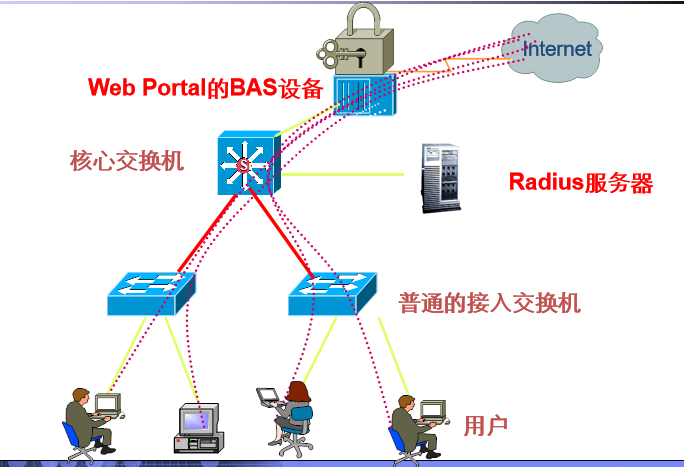 Internet
Web Portal的BAS设备
核心交换机
S
Radius服务器
普通的接入交换机
用户